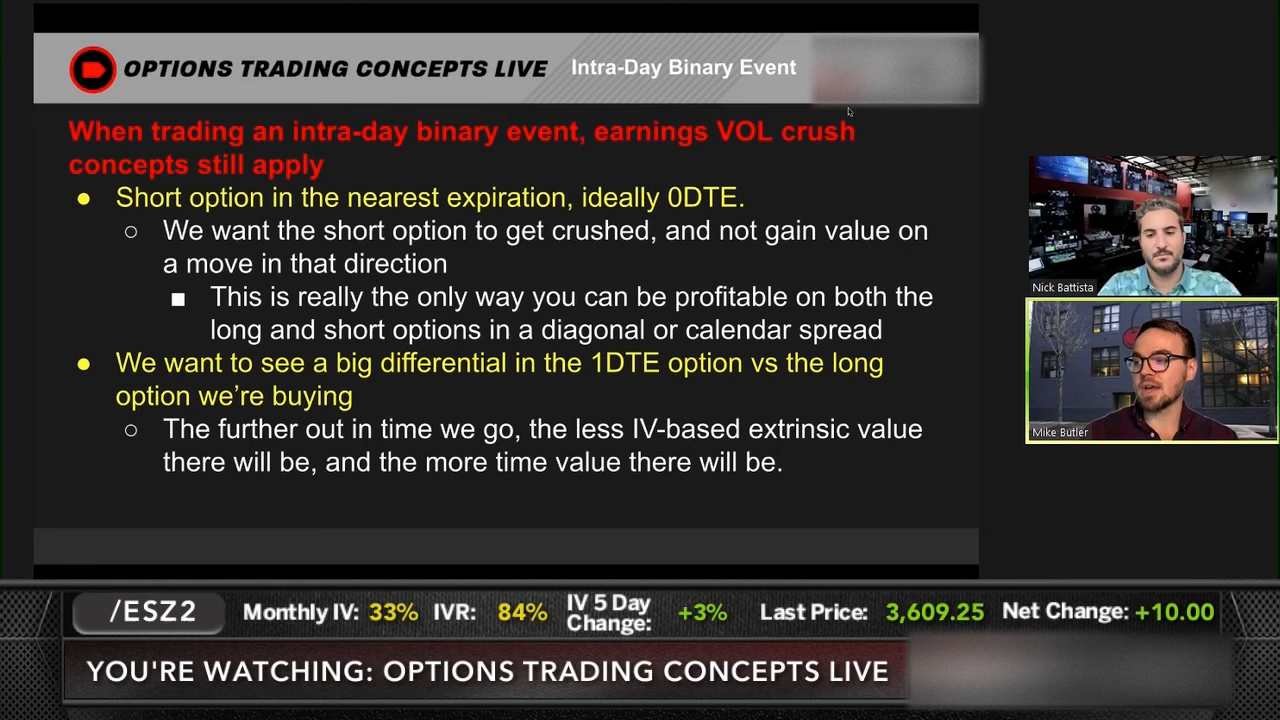 OPTIONS TRADING CONCEPTS LIVE
Intra-Day Binary Event
When trading an intra-day binary event, earnings VOL crush
concepts still apply
● Short option in the nearest expiration, ideally 0DTE.
○ We want the short option to get crushed, and not gain value on
a move in that direction
■ This is really the only way you can be profitable on both the
long and short options in a diagonal or calendar spread
● We want to see a big differential in the 1DTE option vs the long
option we’re buying
○ The further out in time we go, the less IV-based extrinsic value
there will be, and the more time value there will be.
Nick Battista
Mike Butler
/ESZ2 Monthly IV: 33% IVR: 84% IV 5 Day
Change: +3% Last Price: 3,609.25 Net Change: +10.00
YOU'RE WATCHING: OPTIONS TRADING CONCEPTS LIVE